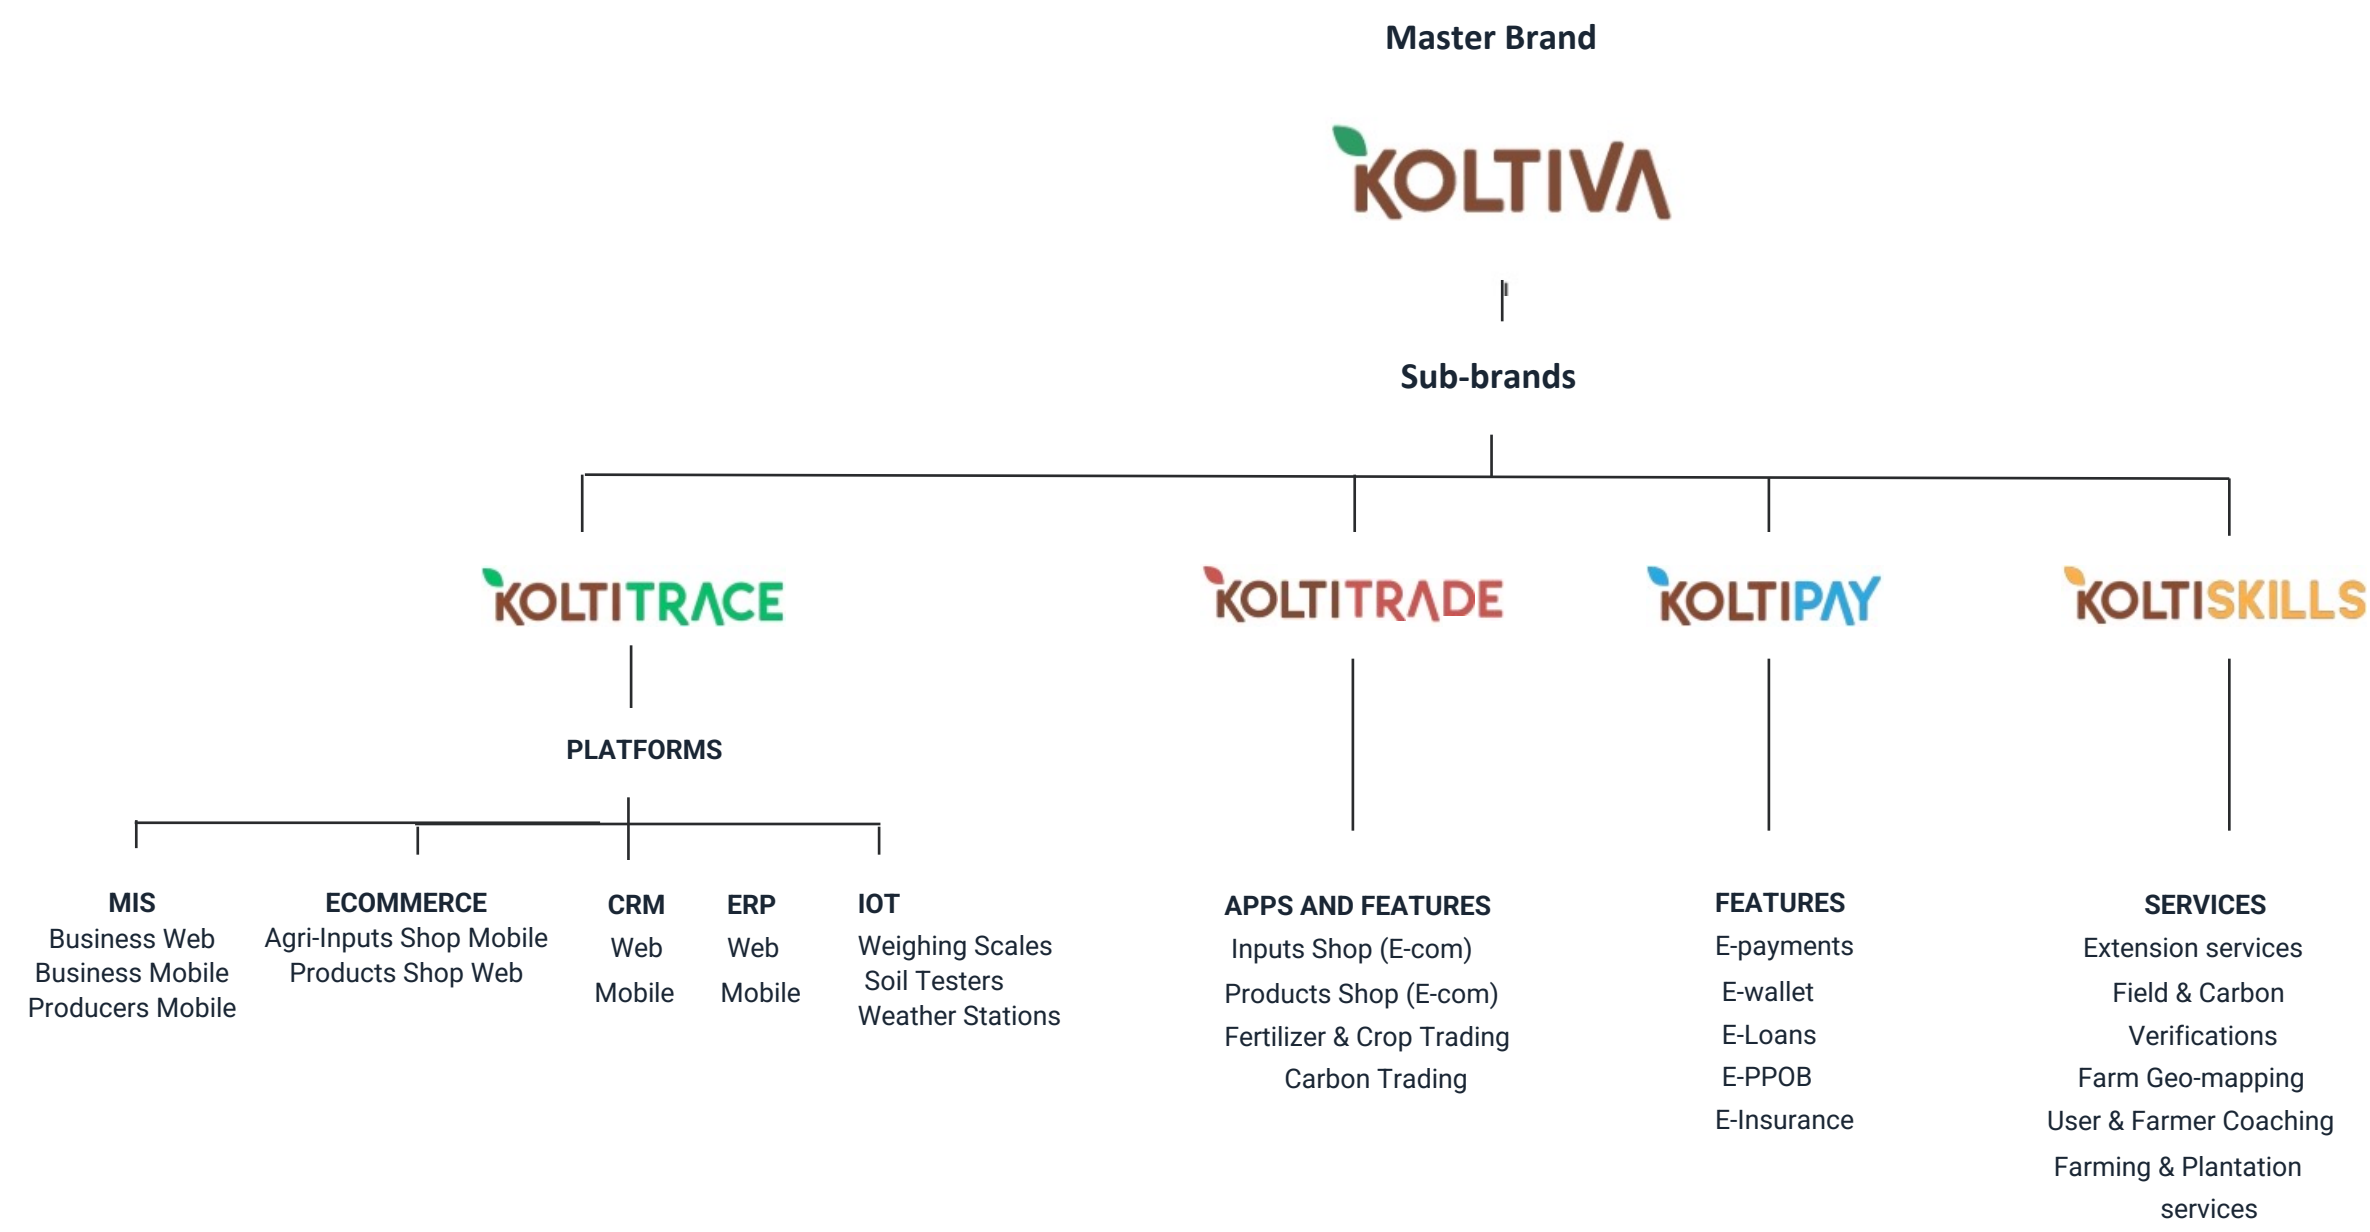 Master Brand
KOLTIVA
Sub-brands
KOLTITRACE
KOLTITRADE
KOLTIPAY
KOLTISKILLS
PLATFORMS
MIS
Business Web
Business Mobile
Producers Mobile
ECOMMERCE
Agri-Inputs Shop Mobile
Products Shop Web
CRM
Web
Mobile
ERP
Web
Mobile
IOT
Weighing Scales
Soil Testers
Weather Stations
APPS AND FEATURES
Inputs Shop (E-com)
Products Shop (E-com)
Fertilizer & Crop Trading
Carbon Trading
FEATURES
E-payments
E-wallet
E-Loans
E-PPOB
E-Insurance
SERVICES
Extension services
Field & Carbon
Verifications
Farm Geo-mapping
User & Farmer Coaching
Farming & Plantation
services